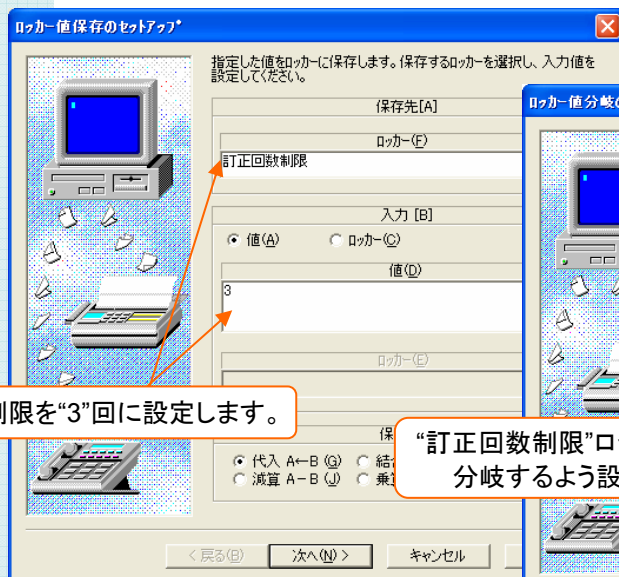 ロッカー値保存のセットアップ
指定した値をロッカーに保存します。保存するロッカーを選択し、入力値を
設定してください。
保存先[A]
ロッカー(F)
訂正回数制限
入力 [B]
値(A) ロッカー(C)
値(D)
3
ロッカー(E)
限を“3”回に設定します。
保
代入 A←B (G) 結
減算 A－B (J) 乗
< 戻る(B) 次へ(N) > キャンセル
ロッカー値分岐の
“訂正回数制限”ロ
分岐するよう設